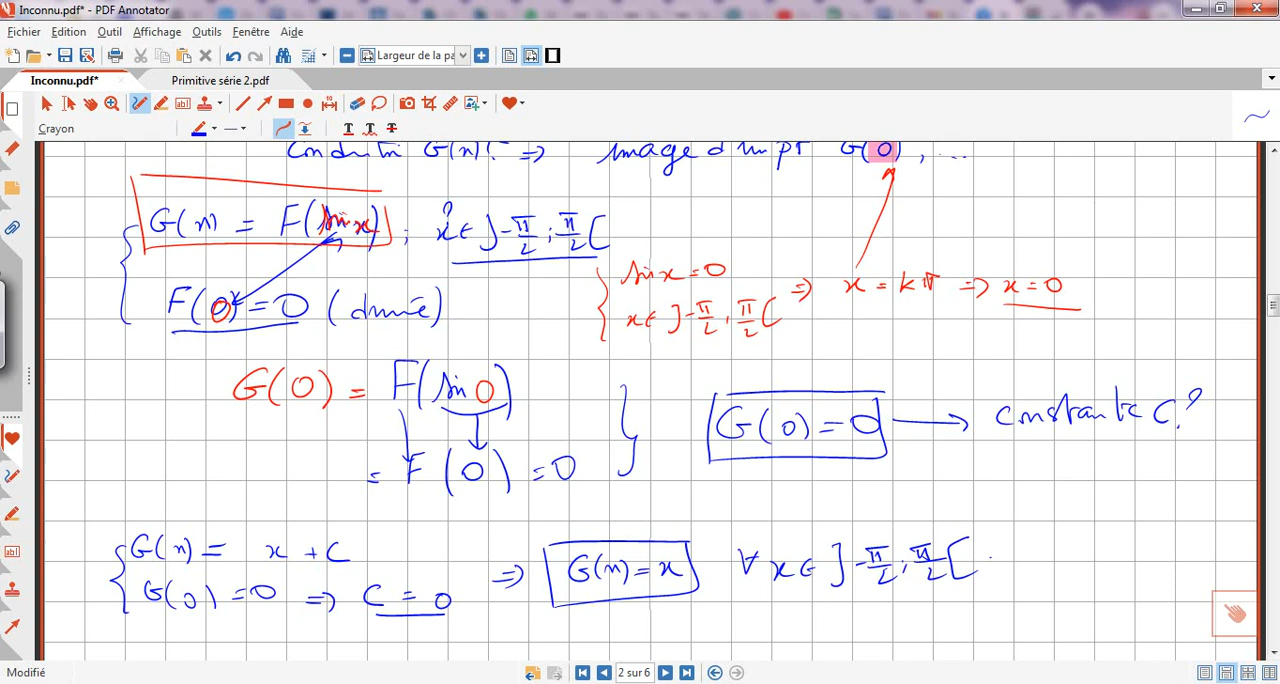 Inconnu.pdf* - PDF Annotator
Fichier Edition Outil Affichage Outils Fenêtre Aide
Largeur de la pa
Inconnu.pdf* Primitive série 2.pdf
Crayon
G(x)? => image d'un pt G(0), ...
G(x) = F(sin x) ; x ∈ ]-π/2 ; π/2[
?
F(0) = 0 (donnée)
sin x = 0
x ∈ ]-π/2, π/2[
=> x = kπ => x = 0
G(0) = F(sin 0)
= F(0) = 0
G(0) = 0 → constante C?
G(x) = x + C
G(0) = 0 => C = 0
=> G(x) = x ∀ x ∈ ]-π/2 ; π/2[
Modifié
2 sur 6